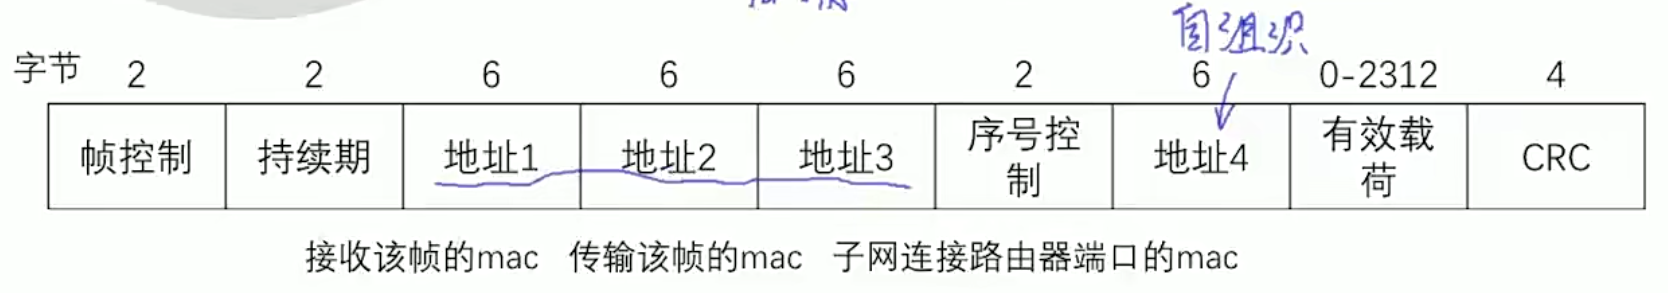 自组织
字节 2 2 6 6 6 2 6 0-2312 4
帧控制 持续期 地址1 地址2 地址3 序号控制 地址4 有效载荷 CRC
接收该帧的mac 传输该帧的mac 子网连接路由器端口的mac